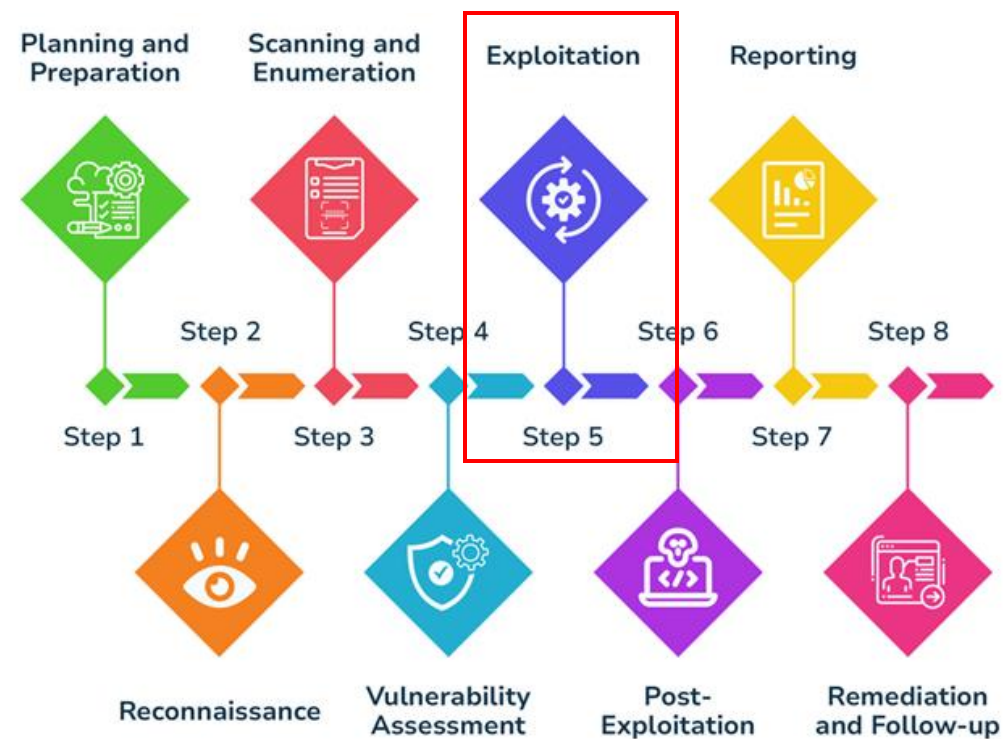 Planning and
Preparation
Scanning and
Enumeration
Exploitation
Reporting
Step 2
Step 4
Step 6
Step 8
Step 1
Step 3
Step 5
Step 7
Reconnaissance
Vulnerability
Assessment
Post-
Exploitation
Remediation
and Follow-up